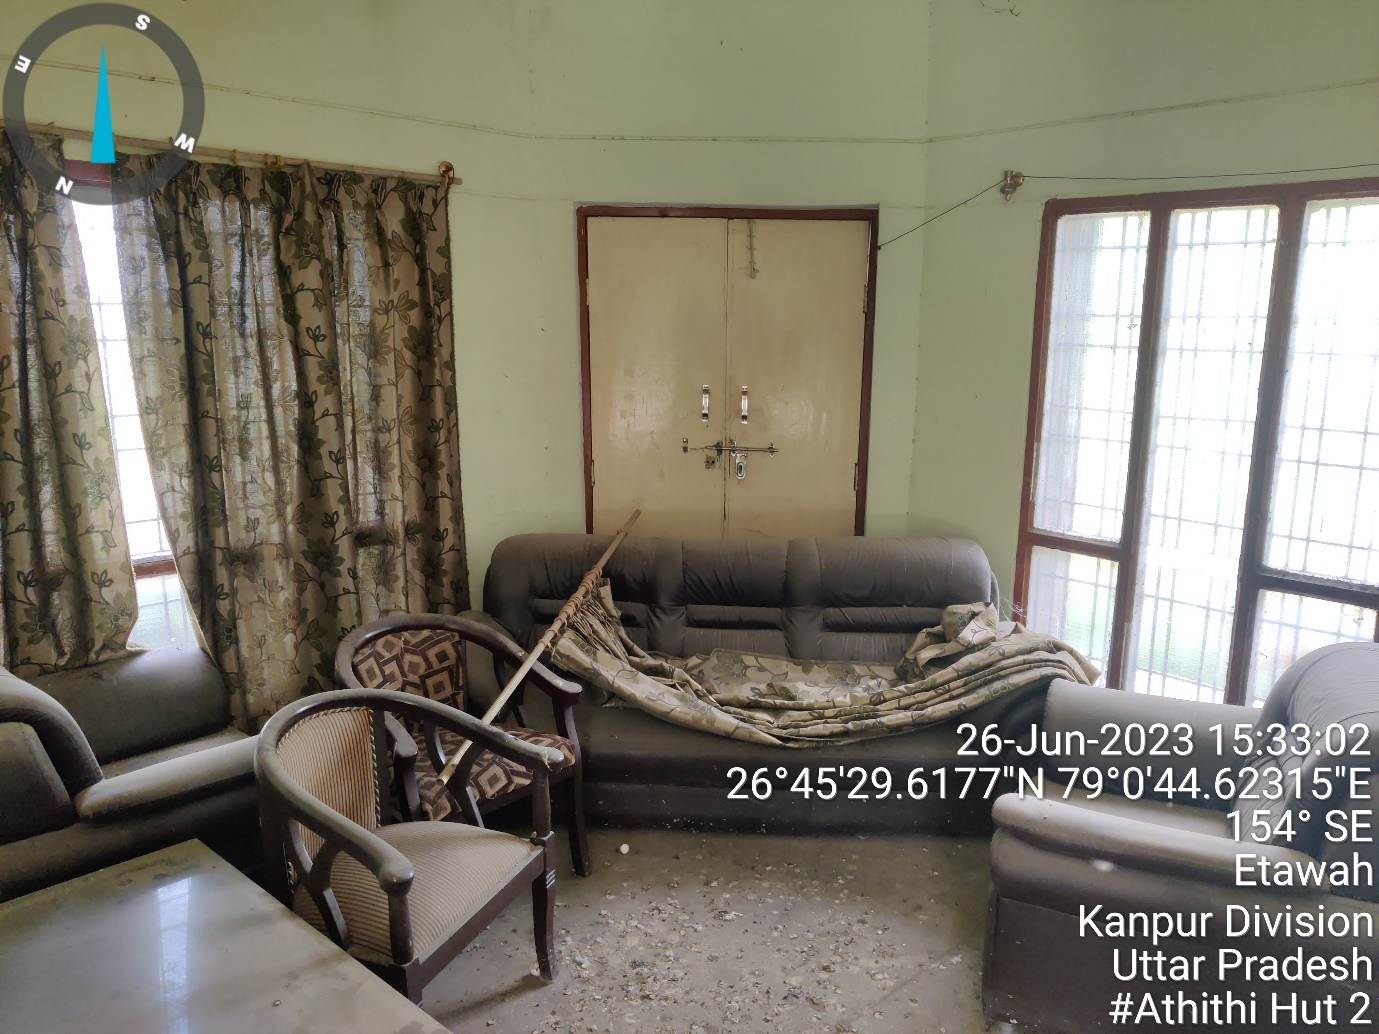 S
E
W
N
26-Jun-2023 15:33:02
26°45'29.6177"N 79°0'44.62315"E
154° SE
Etawah
Kanpur Division
Uttar Pradesh
#Athithi Hut 2